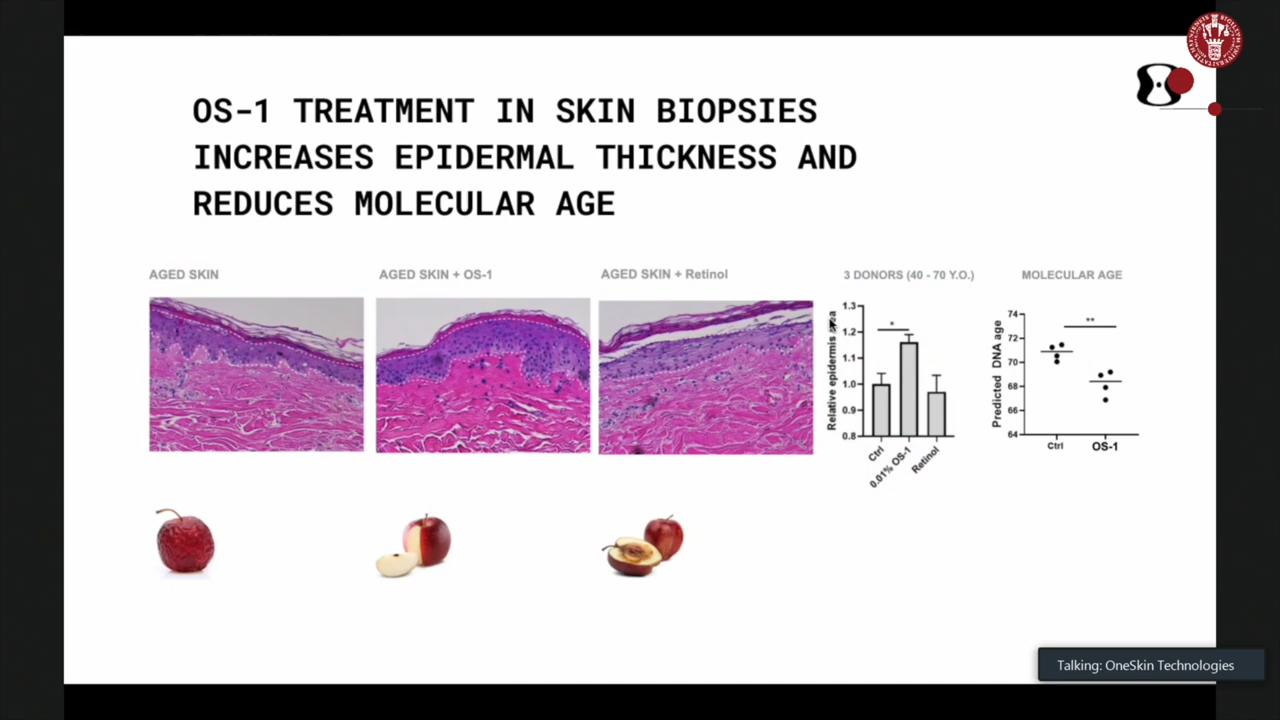 OS-1 TREATMENT IN SKIN BIOPSIES
INCREASES EPIDERMAL THICKNESS AND
REDUCES MOLECULAR AGE
AGED SKIN
AGED SKIN + OS-1
AGED SKIN + Retinol
3 DONORS (40 - 70 Y.O.)
MOLECULAR AGE
Relative epidermis
1.3
1.2
1.1
1.0
0.9
0.8
*
Ctrl
0.01% OS-1
Retinol
Predicted DNA age
74
72
70
68
66
64
**
Ctrl
OS-1
Talking: OneSkin Technologies